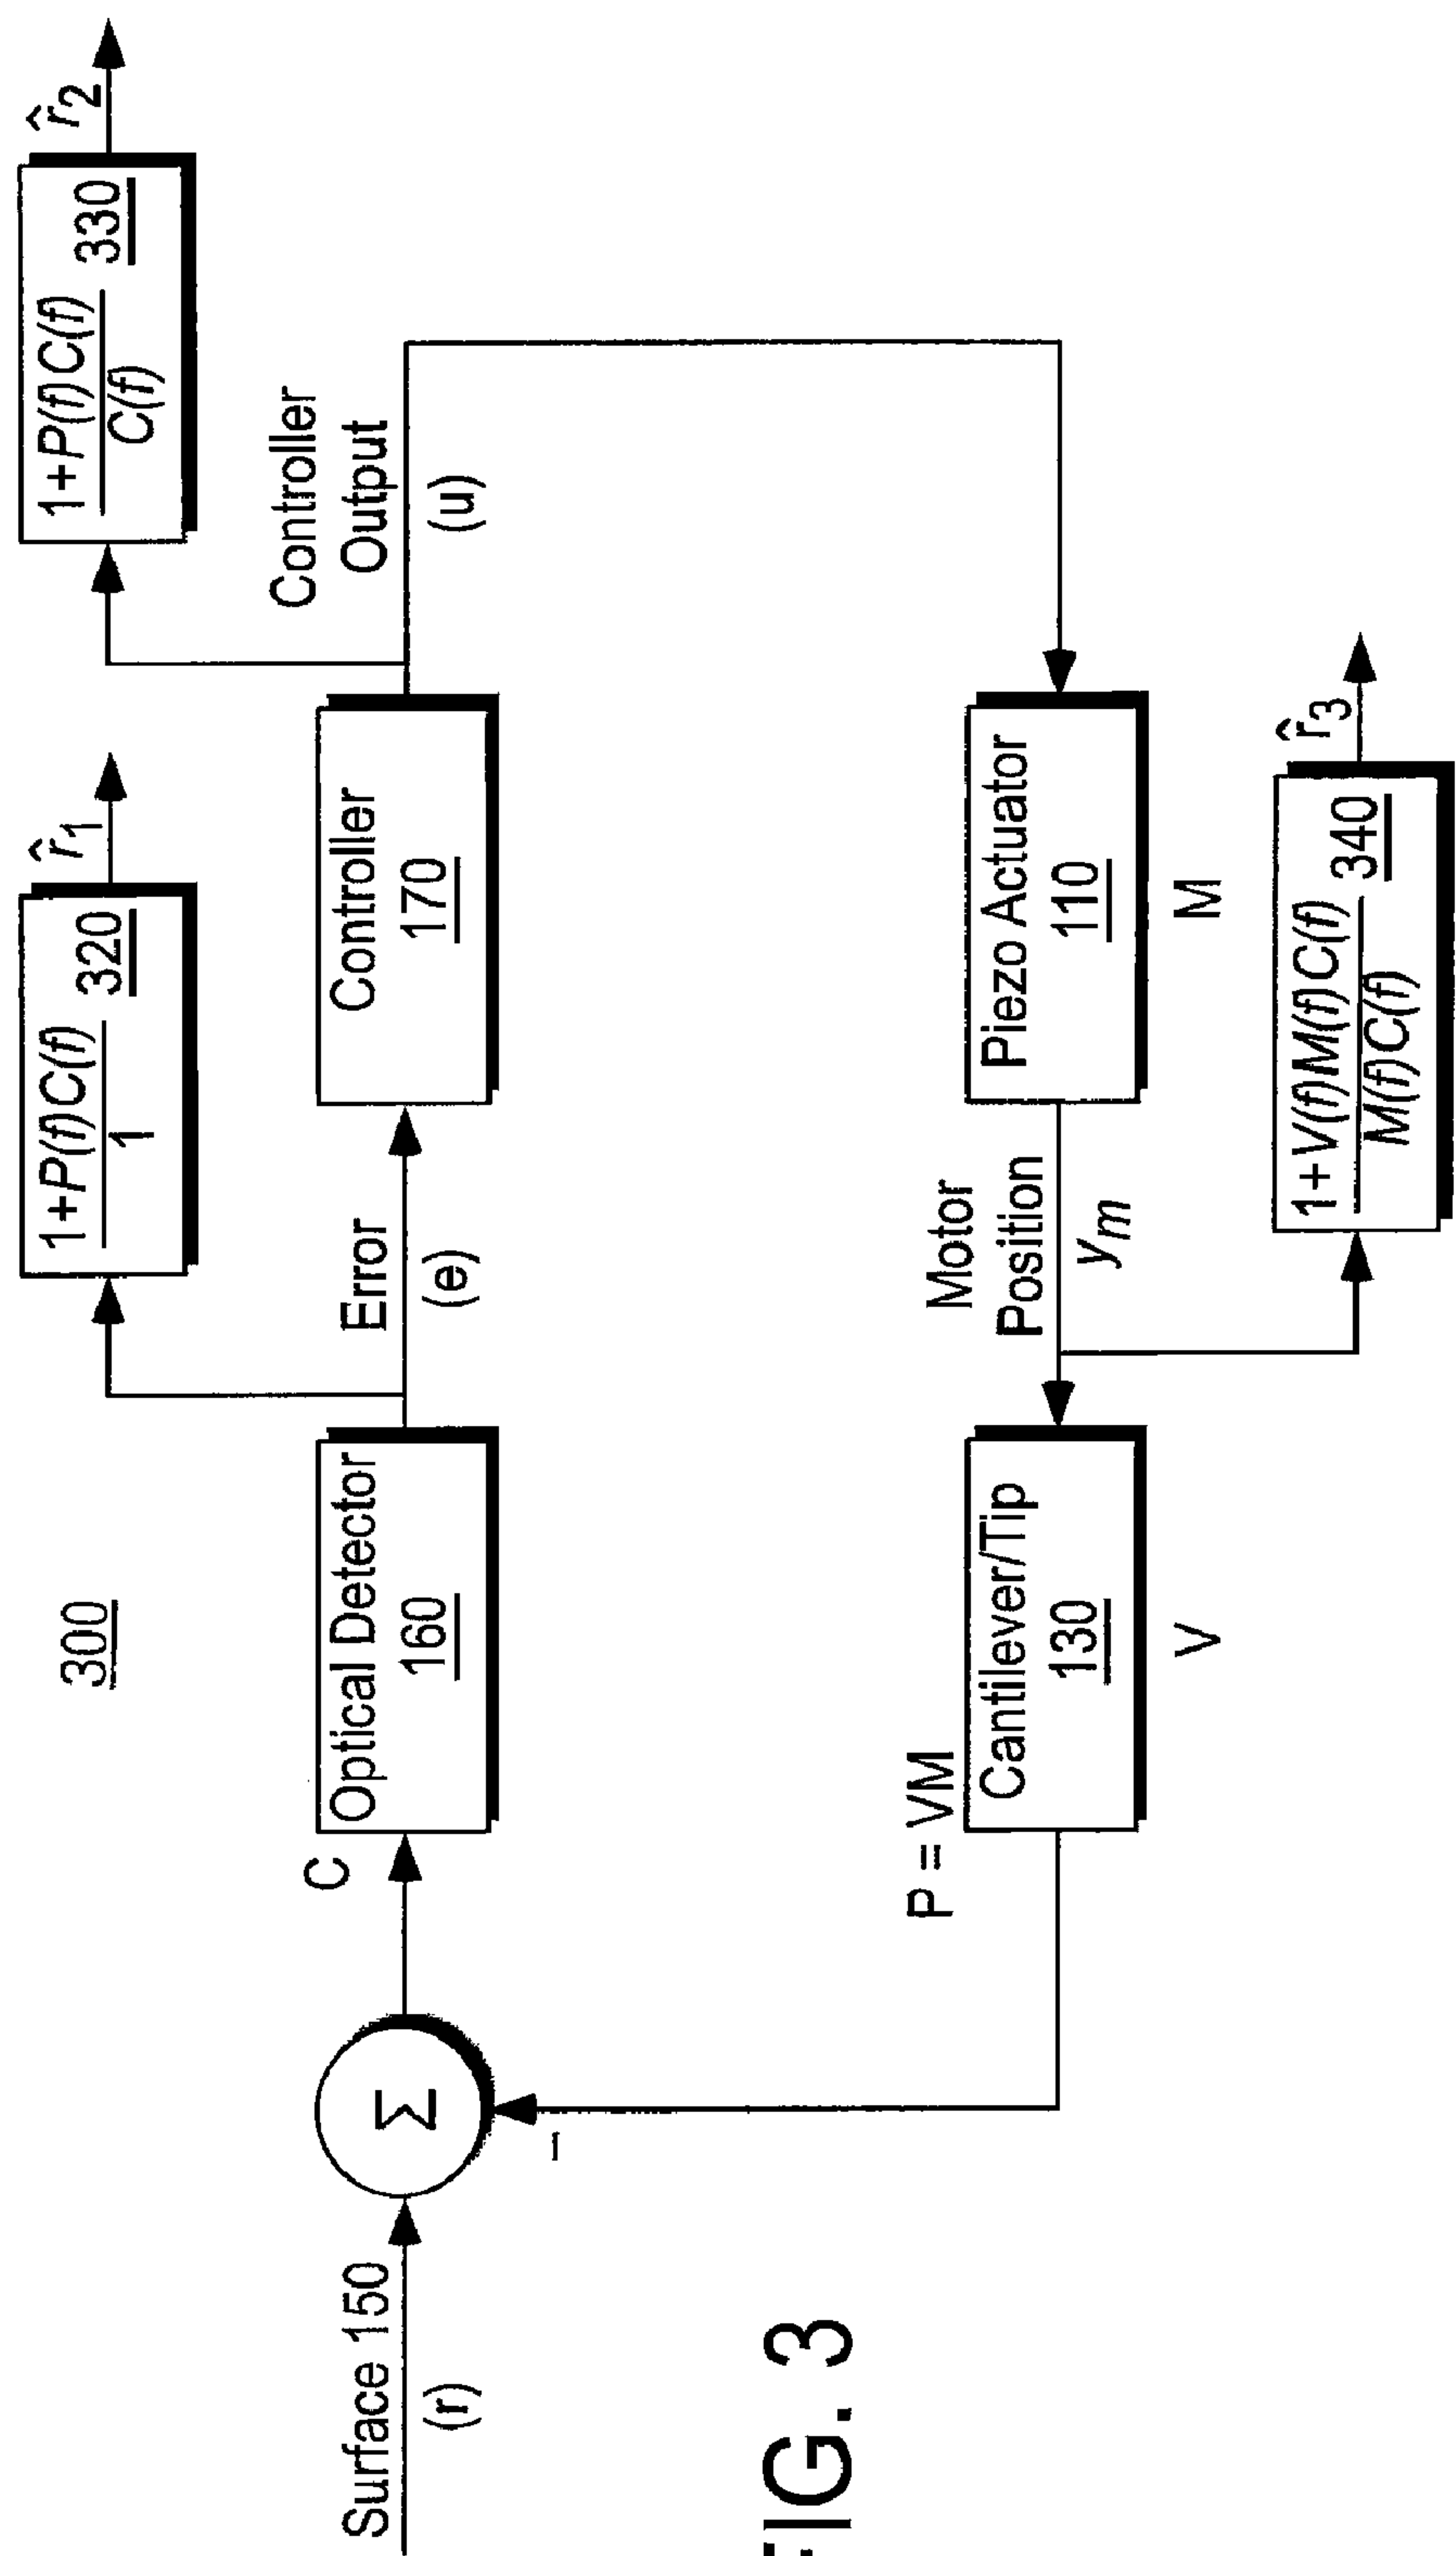 300
1+P(f)C(f)
1
320
r̂1
1+P(f)C(f)
C(f)
330
r̂2
Surface 150
(r)
Σ
C
Optical Detector
160
Error
(e)
Controller
170
Controller
Output
(u)
P = VM
Cantilever/Tip
130
V
Motor
Position
ym
Piezo Actuator
110
M
1+V(f)M(f)C(f)
M(f)C(f)
340
r̂3
FIG. 3